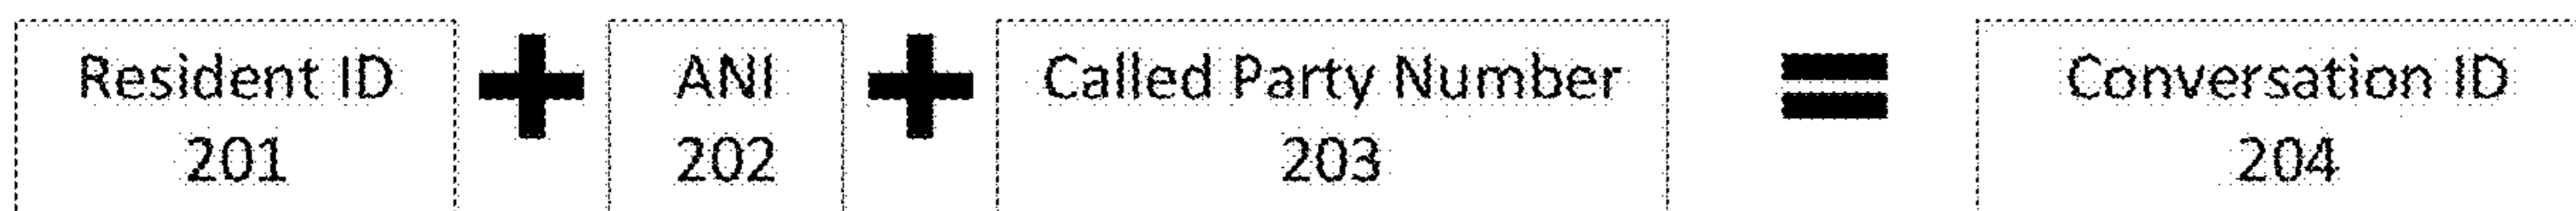 Resident ID + ANI + Called Party Number = Conversation ID
201 202 203 204